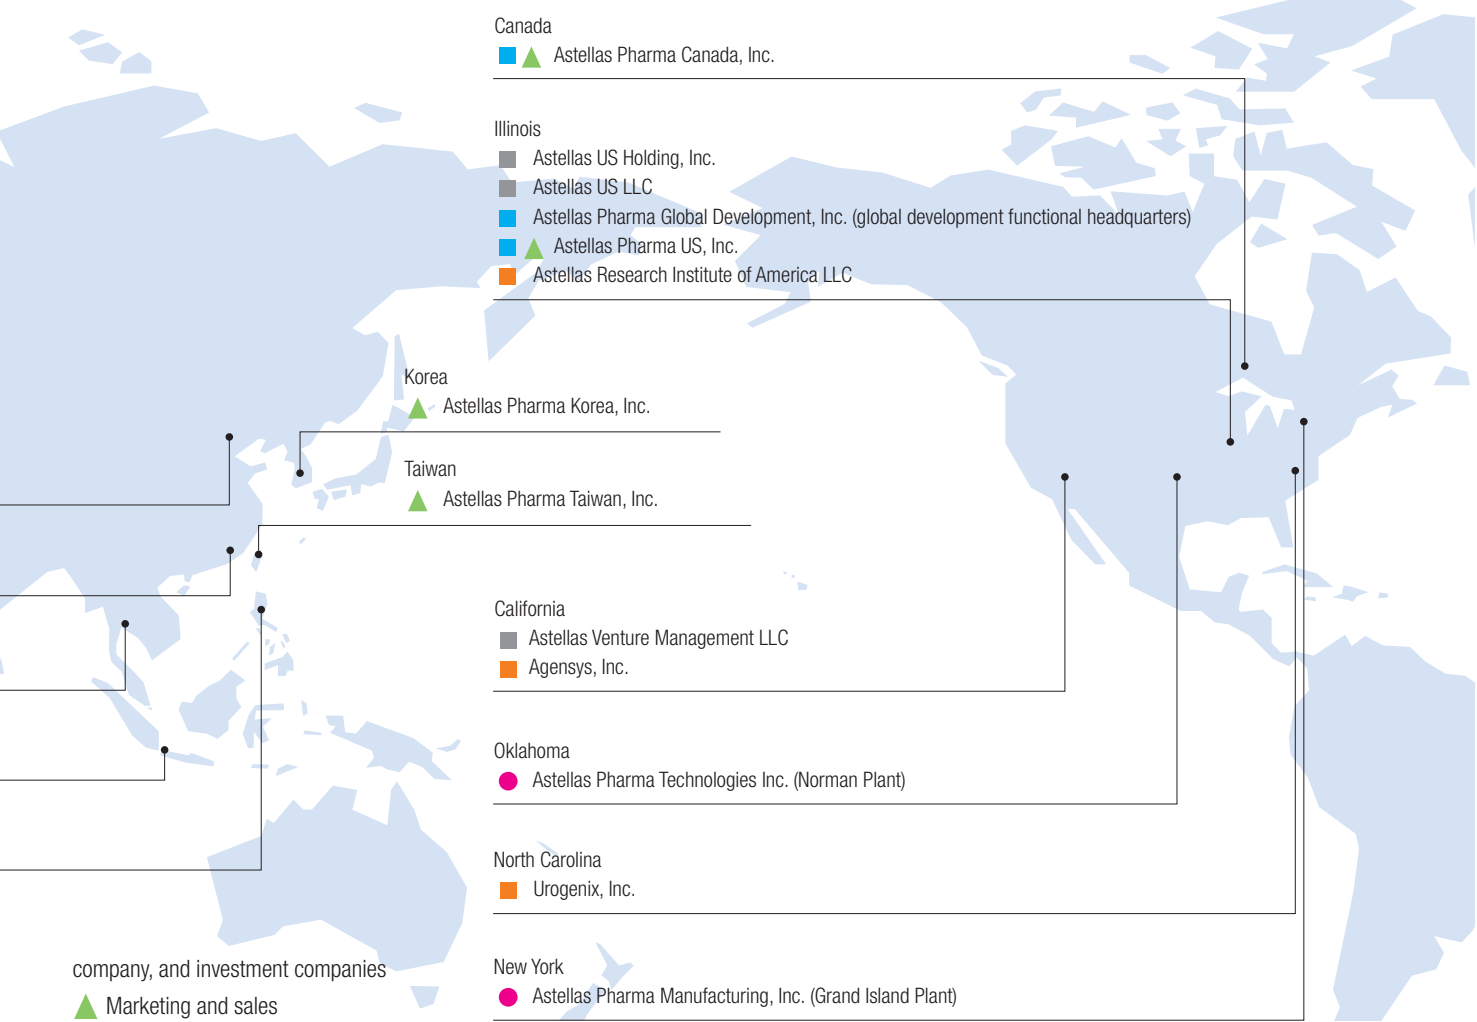 Canada
Astellas Pharma Canada, Inc.
Illinois
Astellas US Holding, Inc.
Astellas US LLC
Astellas Pharma Global Development, Inc. (global development functional headquarters)
Astellas Pharma US, Inc.
Astellas Research Institute of America LLC
Korea
Astellas Pharma Korea, Inc.
Taiwan
Astellas Pharma Taiwan, Inc.
California
Astellas Venture Management LLC
Agensys, Inc.
Oklahoma
Astellas Pharma Technologies Inc. (Norman Plant)
North Carolina
Urogenix, Inc.
New York
Astellas Pharma Manufacturing, Inc. (Grand Island Plant)
company, and investment companies
Marketing and sales